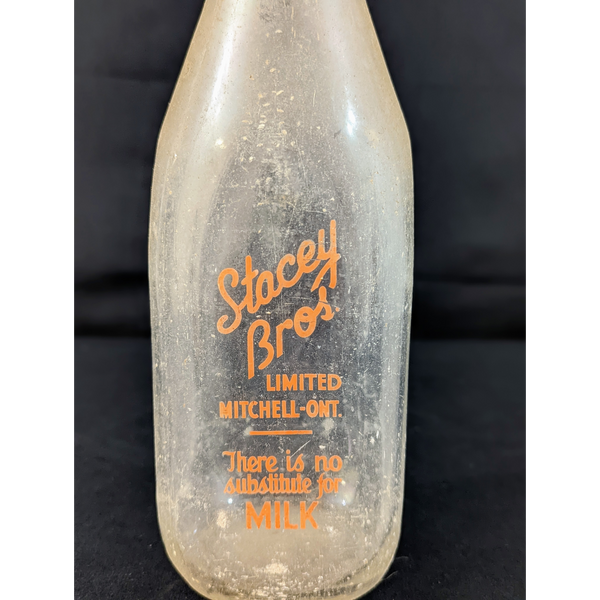 Stacey
Bros.
LIMITED
MITCHELL-ONT.
There is no
substitute for
MILK